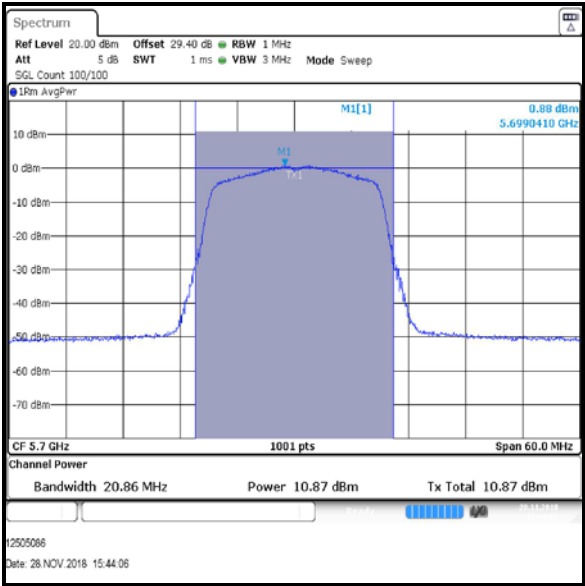 Spectrum
Ref Level 20.00 dBm Offset 29.40 dB RBW 1 MHz
Att 5 dB SWT 1 ms VBW 3 MHz Mode Sweep
SGL Count 100/100
1Rm AvgPwr
M1[1] 0.88 dBm
5.6990410 GHz
10 dBm
M1
0 dBm
TX1
-10 dBm
-20 dBm
-30 dBm
-40 dBm
-50 dBm
-60 dBm
-70 dBm
CF 5.7 GHz 1001 pts Span 60.0 MHz
Channel Power
Bandwidth 20.86 MHz Power 10.87 dBm Tx Total 10.87 dBm
28.11.2018
12505086
Date: 28.NOV.2018 15:44:06